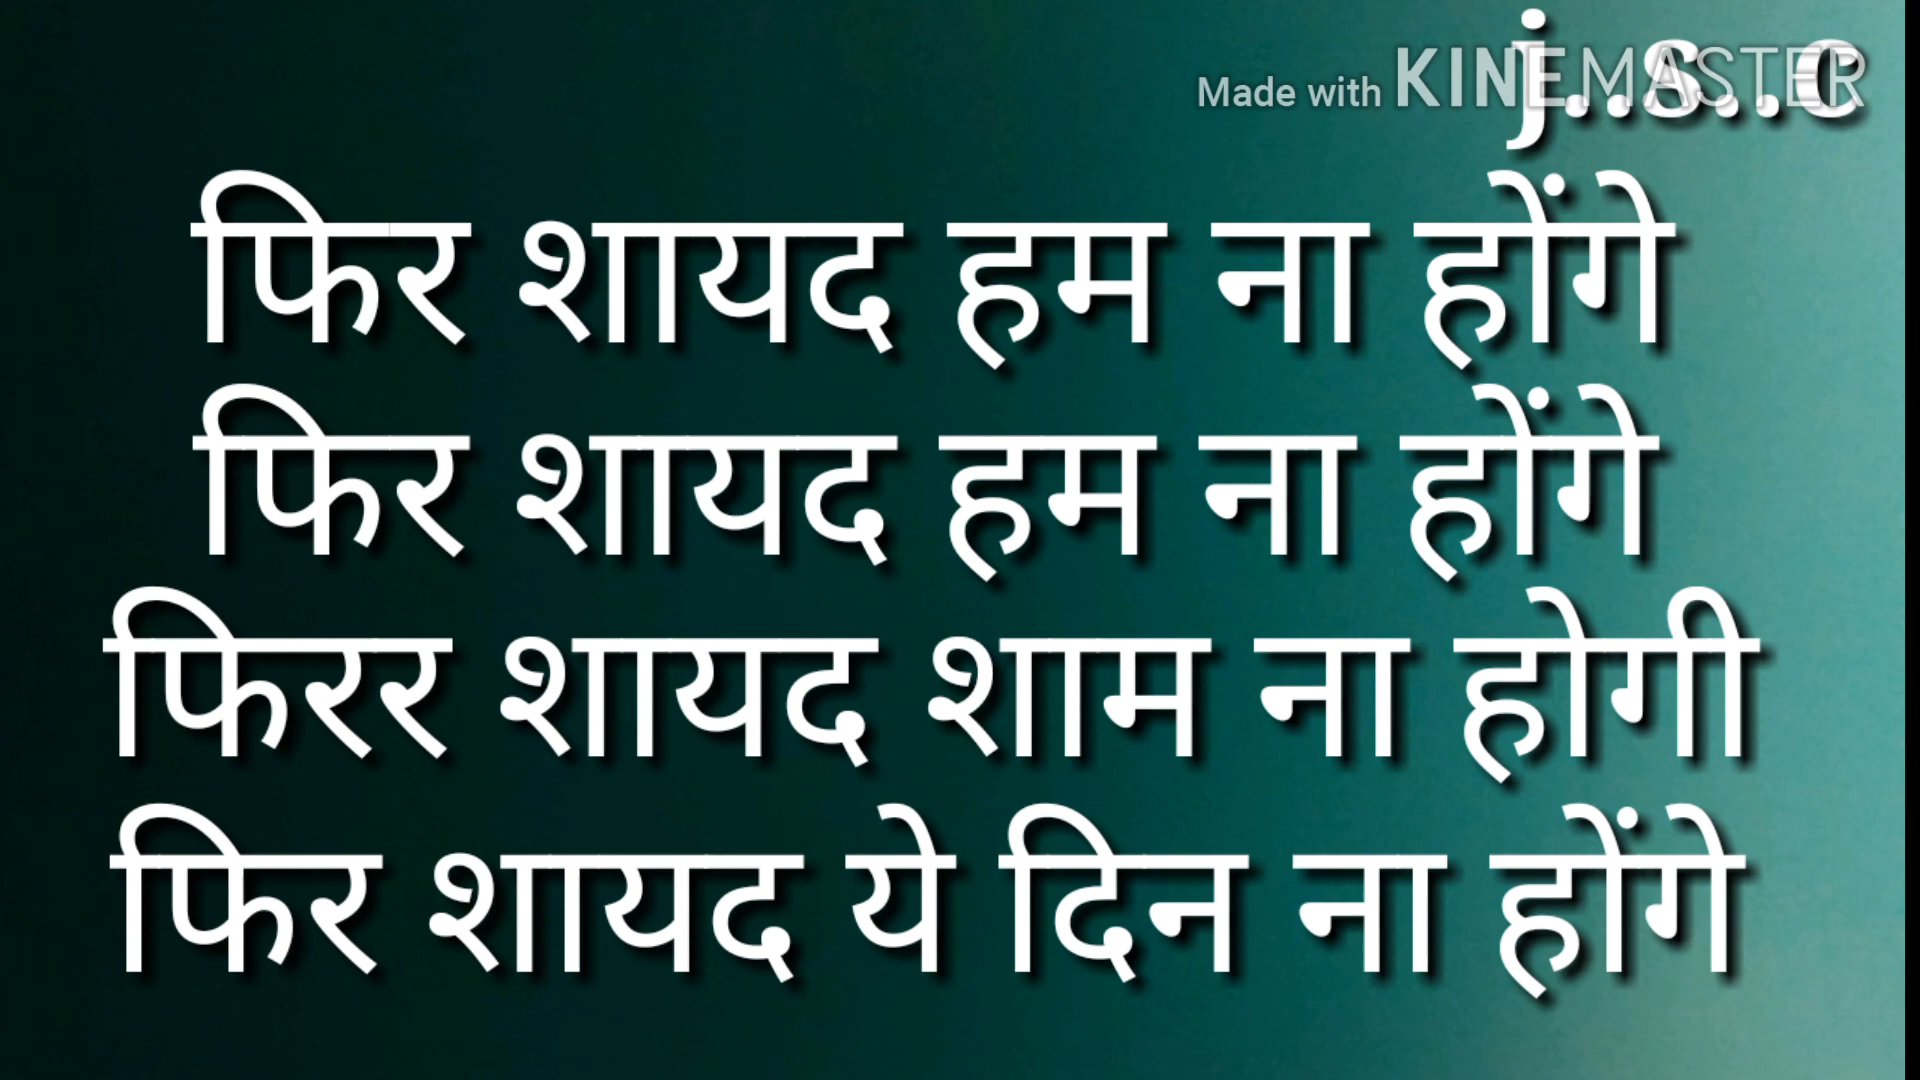 j..s..c
Made with KINEMASTER
फिर शायद हम ना होंगे
फिर शायद हम ना होंगे
फिरर शायद शाम ना होगी
फिर शायद ये दिन ना होंगे